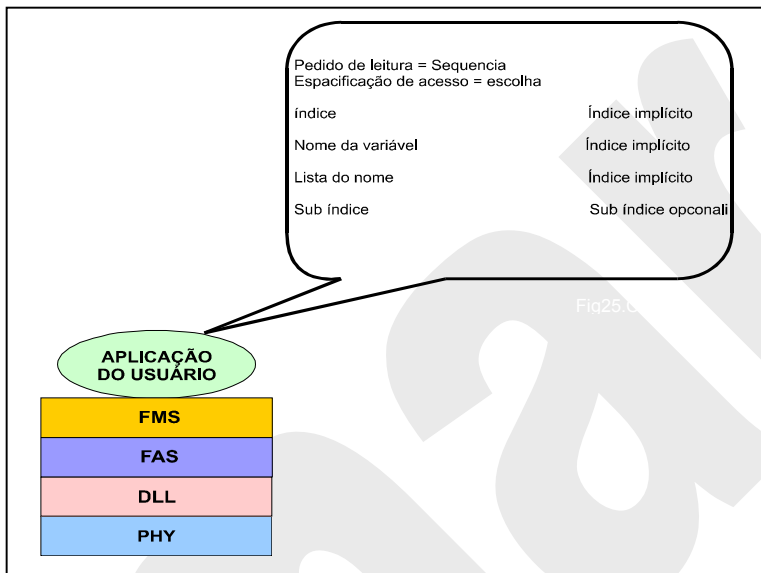 Pedido de leitura = Sequencia
Espacificação de acesso = escolha
índice Índice implícito
Nome da variável Índice implícito
Lista do nome Índice implícito
Sub índice Sub índice opconali
APLICAÇÃO
DO USUÁRIO
FMS
FAS
DLL
PHY